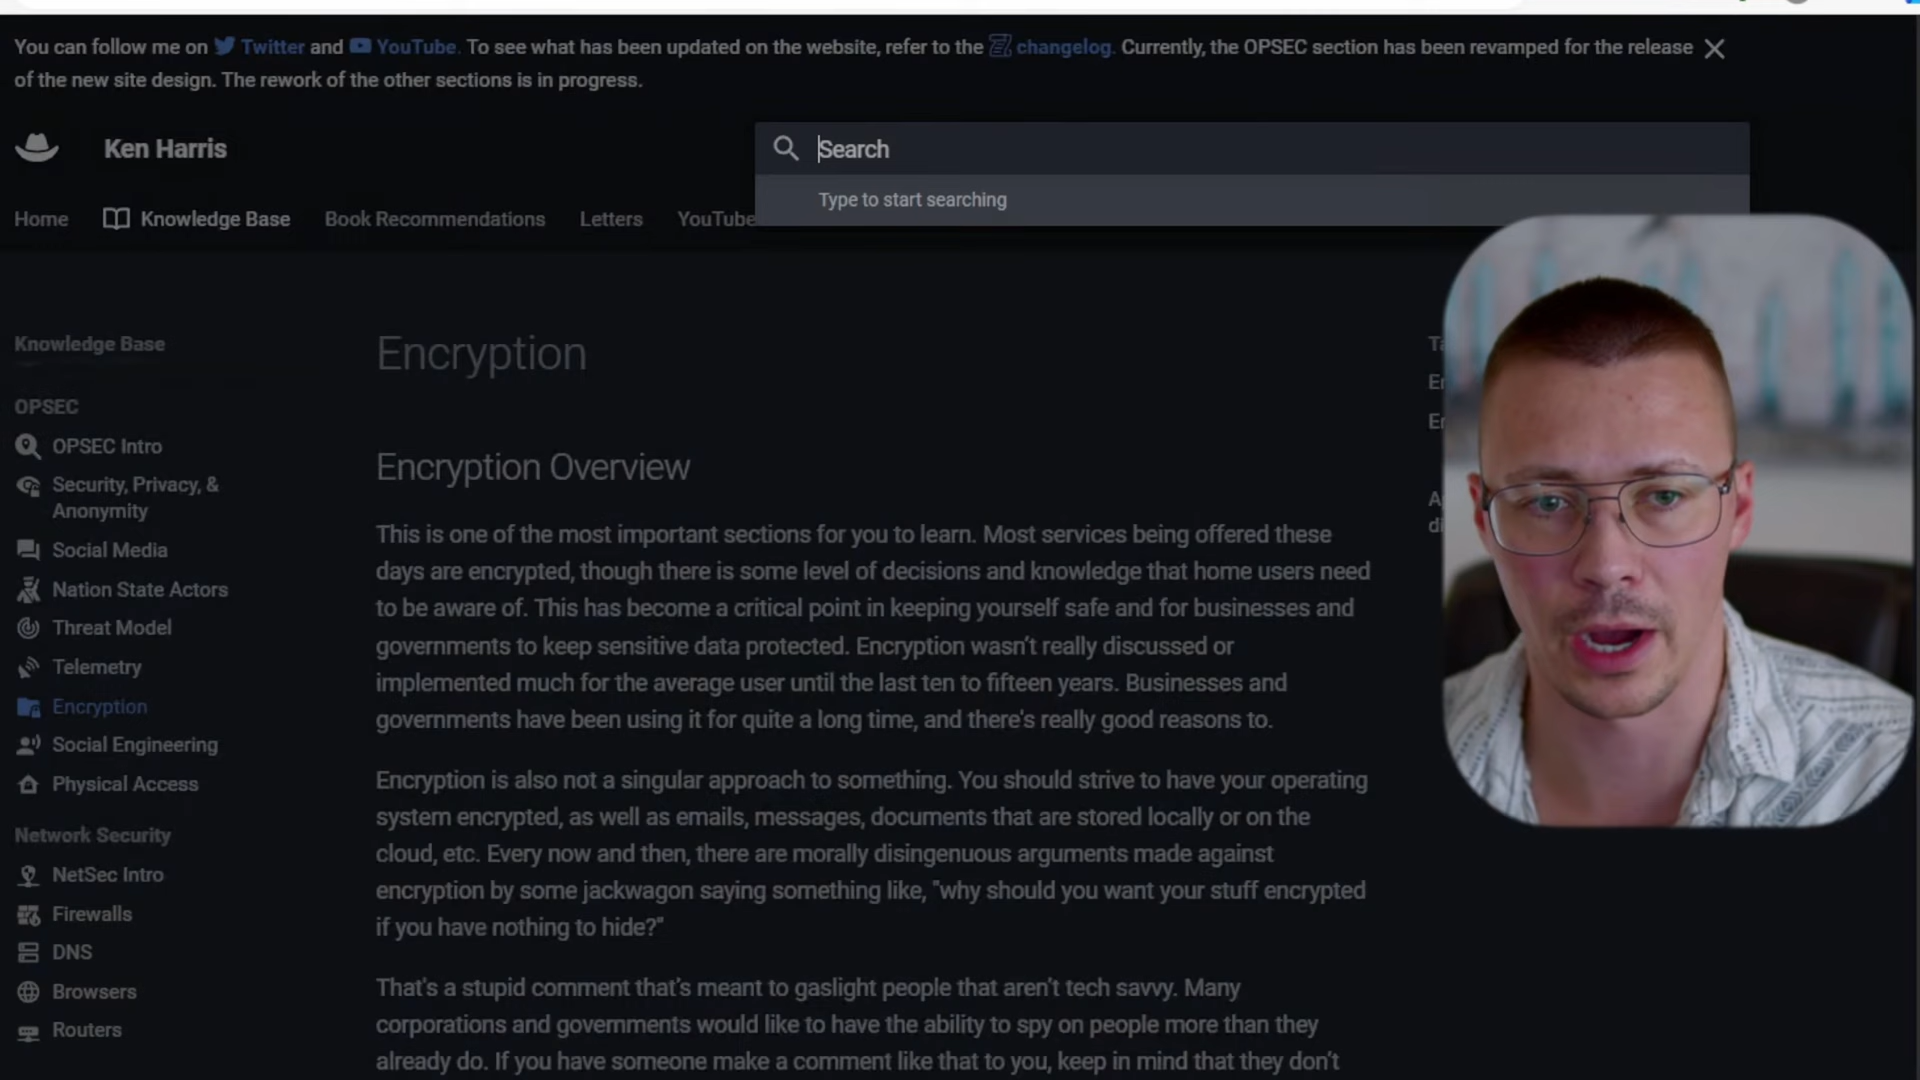 You can follow me on Twitter and YouTube. To see what has been updated on the website, refer to the changelog. Currently, the OPSEC section has been revamped for the release
of the new site design. The rework of the other sections is in progress.
Ken Harris
Search
Type to start searching
Home Knowledge Base Book Recommendations Letters YouTube
Knowledge Base
OPSEC
OPSEC Intro
Security, Privacy, &
Anonymity
Social Media
Nation State Actors
Threat Model
Telemetry
Encryption
Social Engineering
Physical Access
Network Security
NetSec Intro
Firewalls
DNS
Browsers
Routers
Encryption
Encryption Overview
This is one of the most important sections for you to learn. Most services being offered these
days are encrypted, though there is some level of decisions and knowledge that home users need
to be aware of. This has become a critical point in keeping yourself safe and for businesses and
governments to keep sensitive data protected. Encryption wasn't really discussed or
implemented much for the average user until the last ten to fifteen years. Businesses and
governments have been using it for quite a long time, and there's really good reasons to.
Encryption is also not a singular approach to something. You should strive to have your operating
system encrypted, as well as emails, messages, documents that are stored locally or on the
cloud, etc. Every now and then, there are morally disingenuous arguments made against
encryption by some jackwagon saying something like, "why should you want your stuff encrypted
if you have nothing to hide?"
That's a stupid comment that's meant to gaslight people that aren't tech savvy. Many
corporations and governments would like to have the ability to spy on people more than they
already do. If you have someone make a comment like that to you, keep in mind that they don't